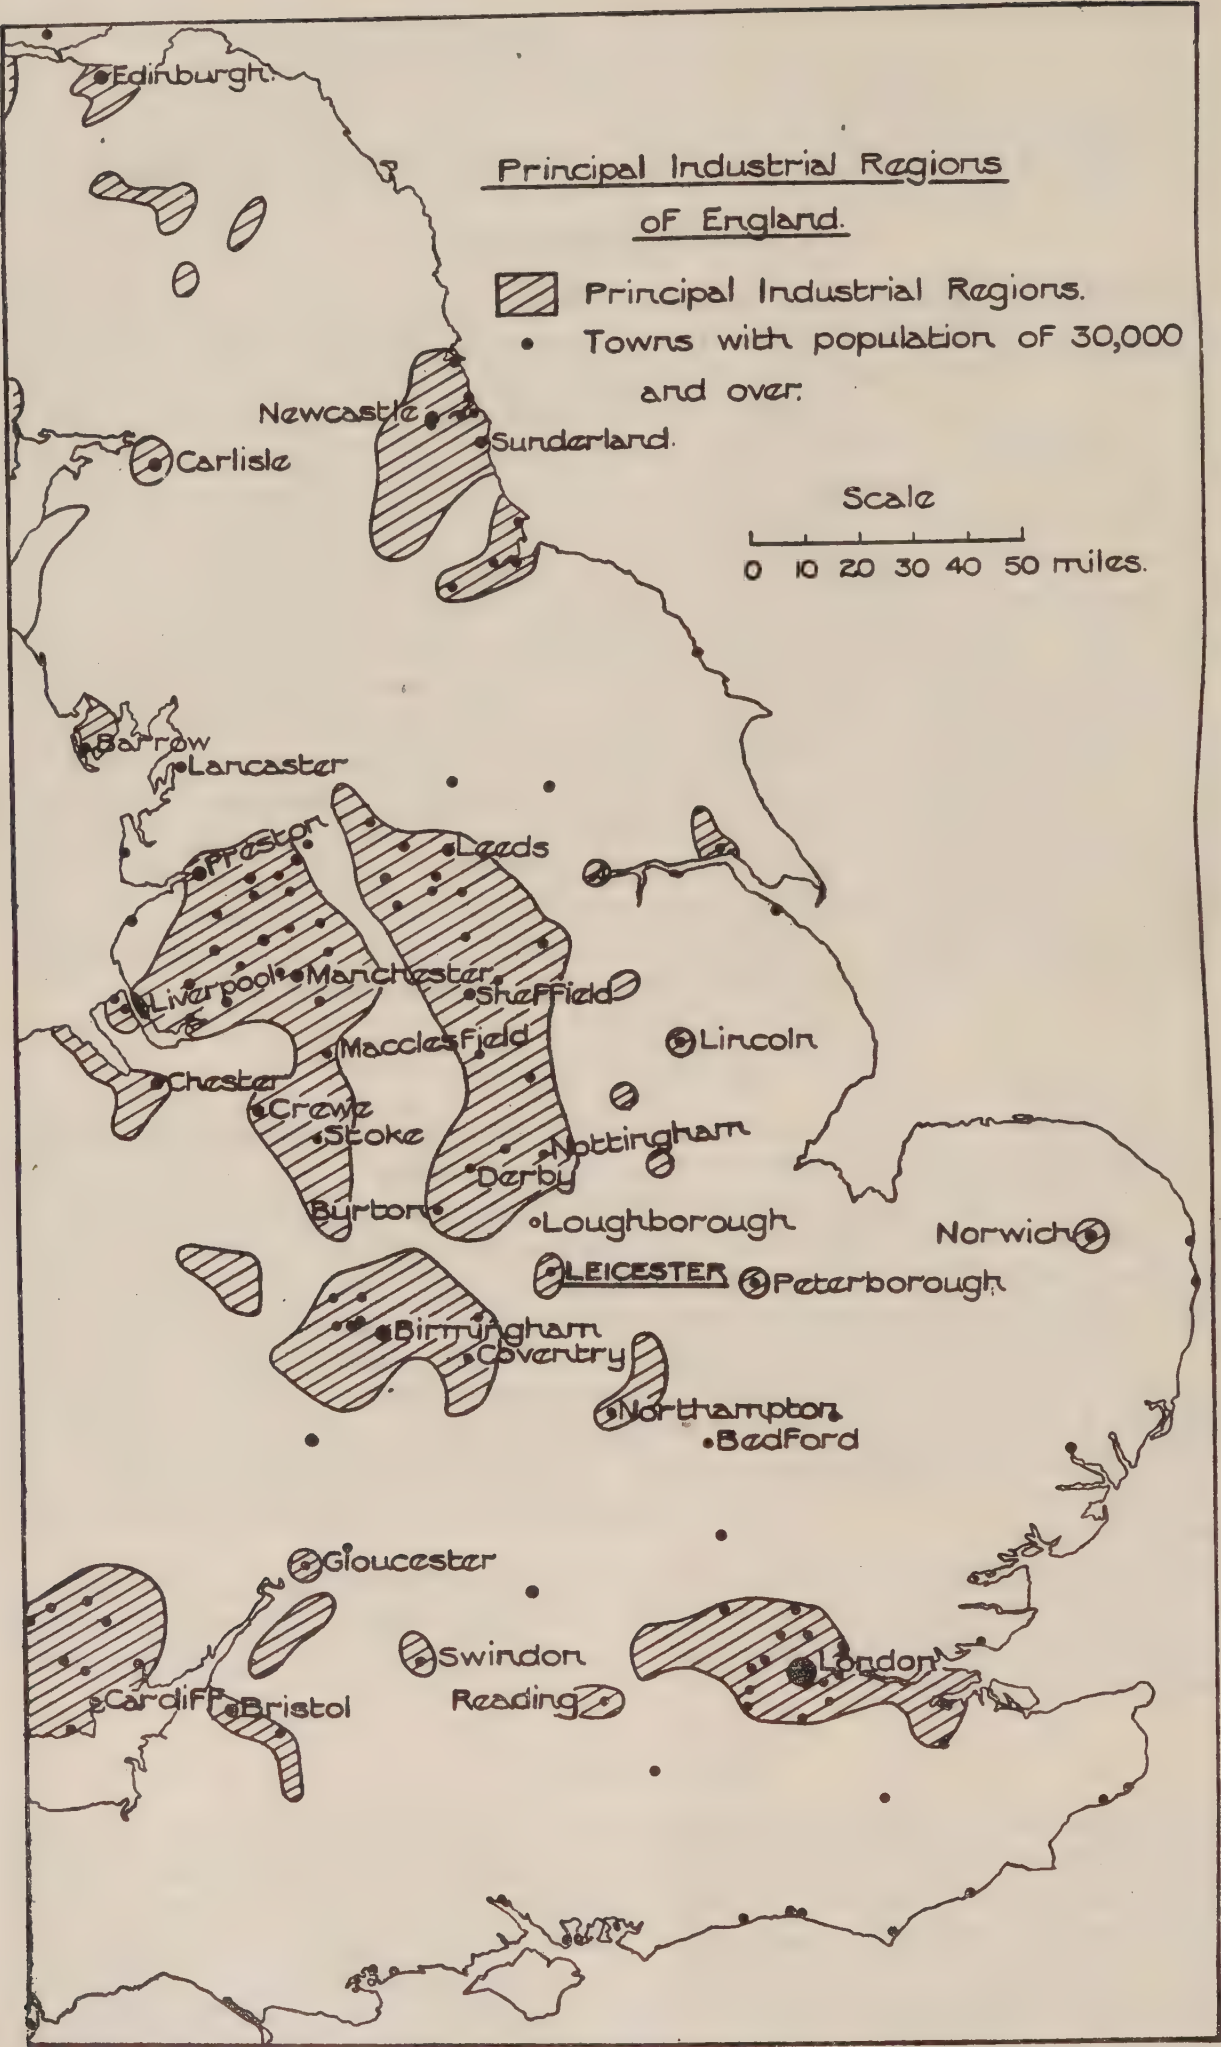 Edinburgh.
Principal Industrial Regions
of England.
Principal Industrial Regions.
Towns with population of 30,000
and over.
Newcastle
Sunderland.
Carlisle
Scale
0 10 20 30 40 50 miles.
Barrow
Lancaster
Preston
Leeds
Liverpool
Manchester
Sheffield
Lincoln
Macclesfield
Chester
Crewe
Stoke
Nottingham
Derby
Burton
Loughborough
Norwich
LEICESTER
Peterborough
Birmingham
Coventry
Northampton
Bedford
Gloucester
Swindon
London
Reading
Cardiff
Bristol